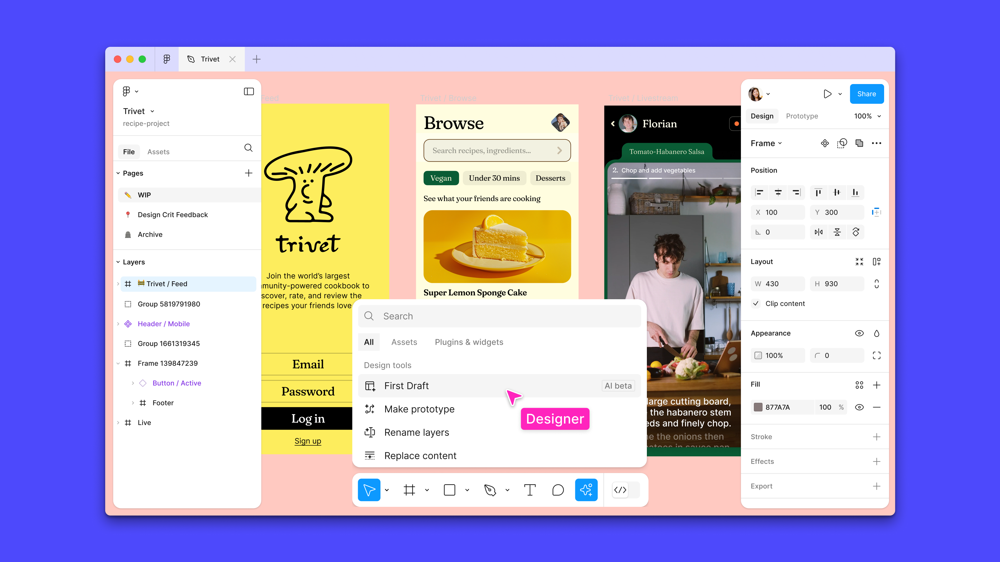 Trivet
Trivet
recipe-project
File
Assets
Pages
WIP
Design Crit Feedback
Archive
Layers
Trivet / Feed
Group 5819791980
Header / Mobile
Group 1661319345
Frame 139847239
Button / Active
Footer
Live
Feed
trivet
Join the world’s largest
munity-powered cookbook to
scover, rate, and review the
recipes your friends love
Email
Password
Log in
Sign up
Trivet / Browse
Browse
Search recipes, ingredients...
Vegan
Under 30 mins
Desserts
See what your friends are cooking
Super Lemon Sponge Cake
Trivet / Livestream
Florian
Tomato-Habanero Salsa
2. Chop and add vegetables
large cutting board,
the habanero stem
eds and finely chop.
the onions then
in sauce pan
Search
All
Assets
Plugins & widgets
Design tools
First Draft
AI beta
Make prototype
Rename layers
Replace content
Designer
Share
Design
Prototype
100%
Frame
Position
X 100
Y 300
0
Layout
W 430
H 930
Clip content
Appearance
100%
0
Fill
877A7A
100 %
Stroke
Effects
Export